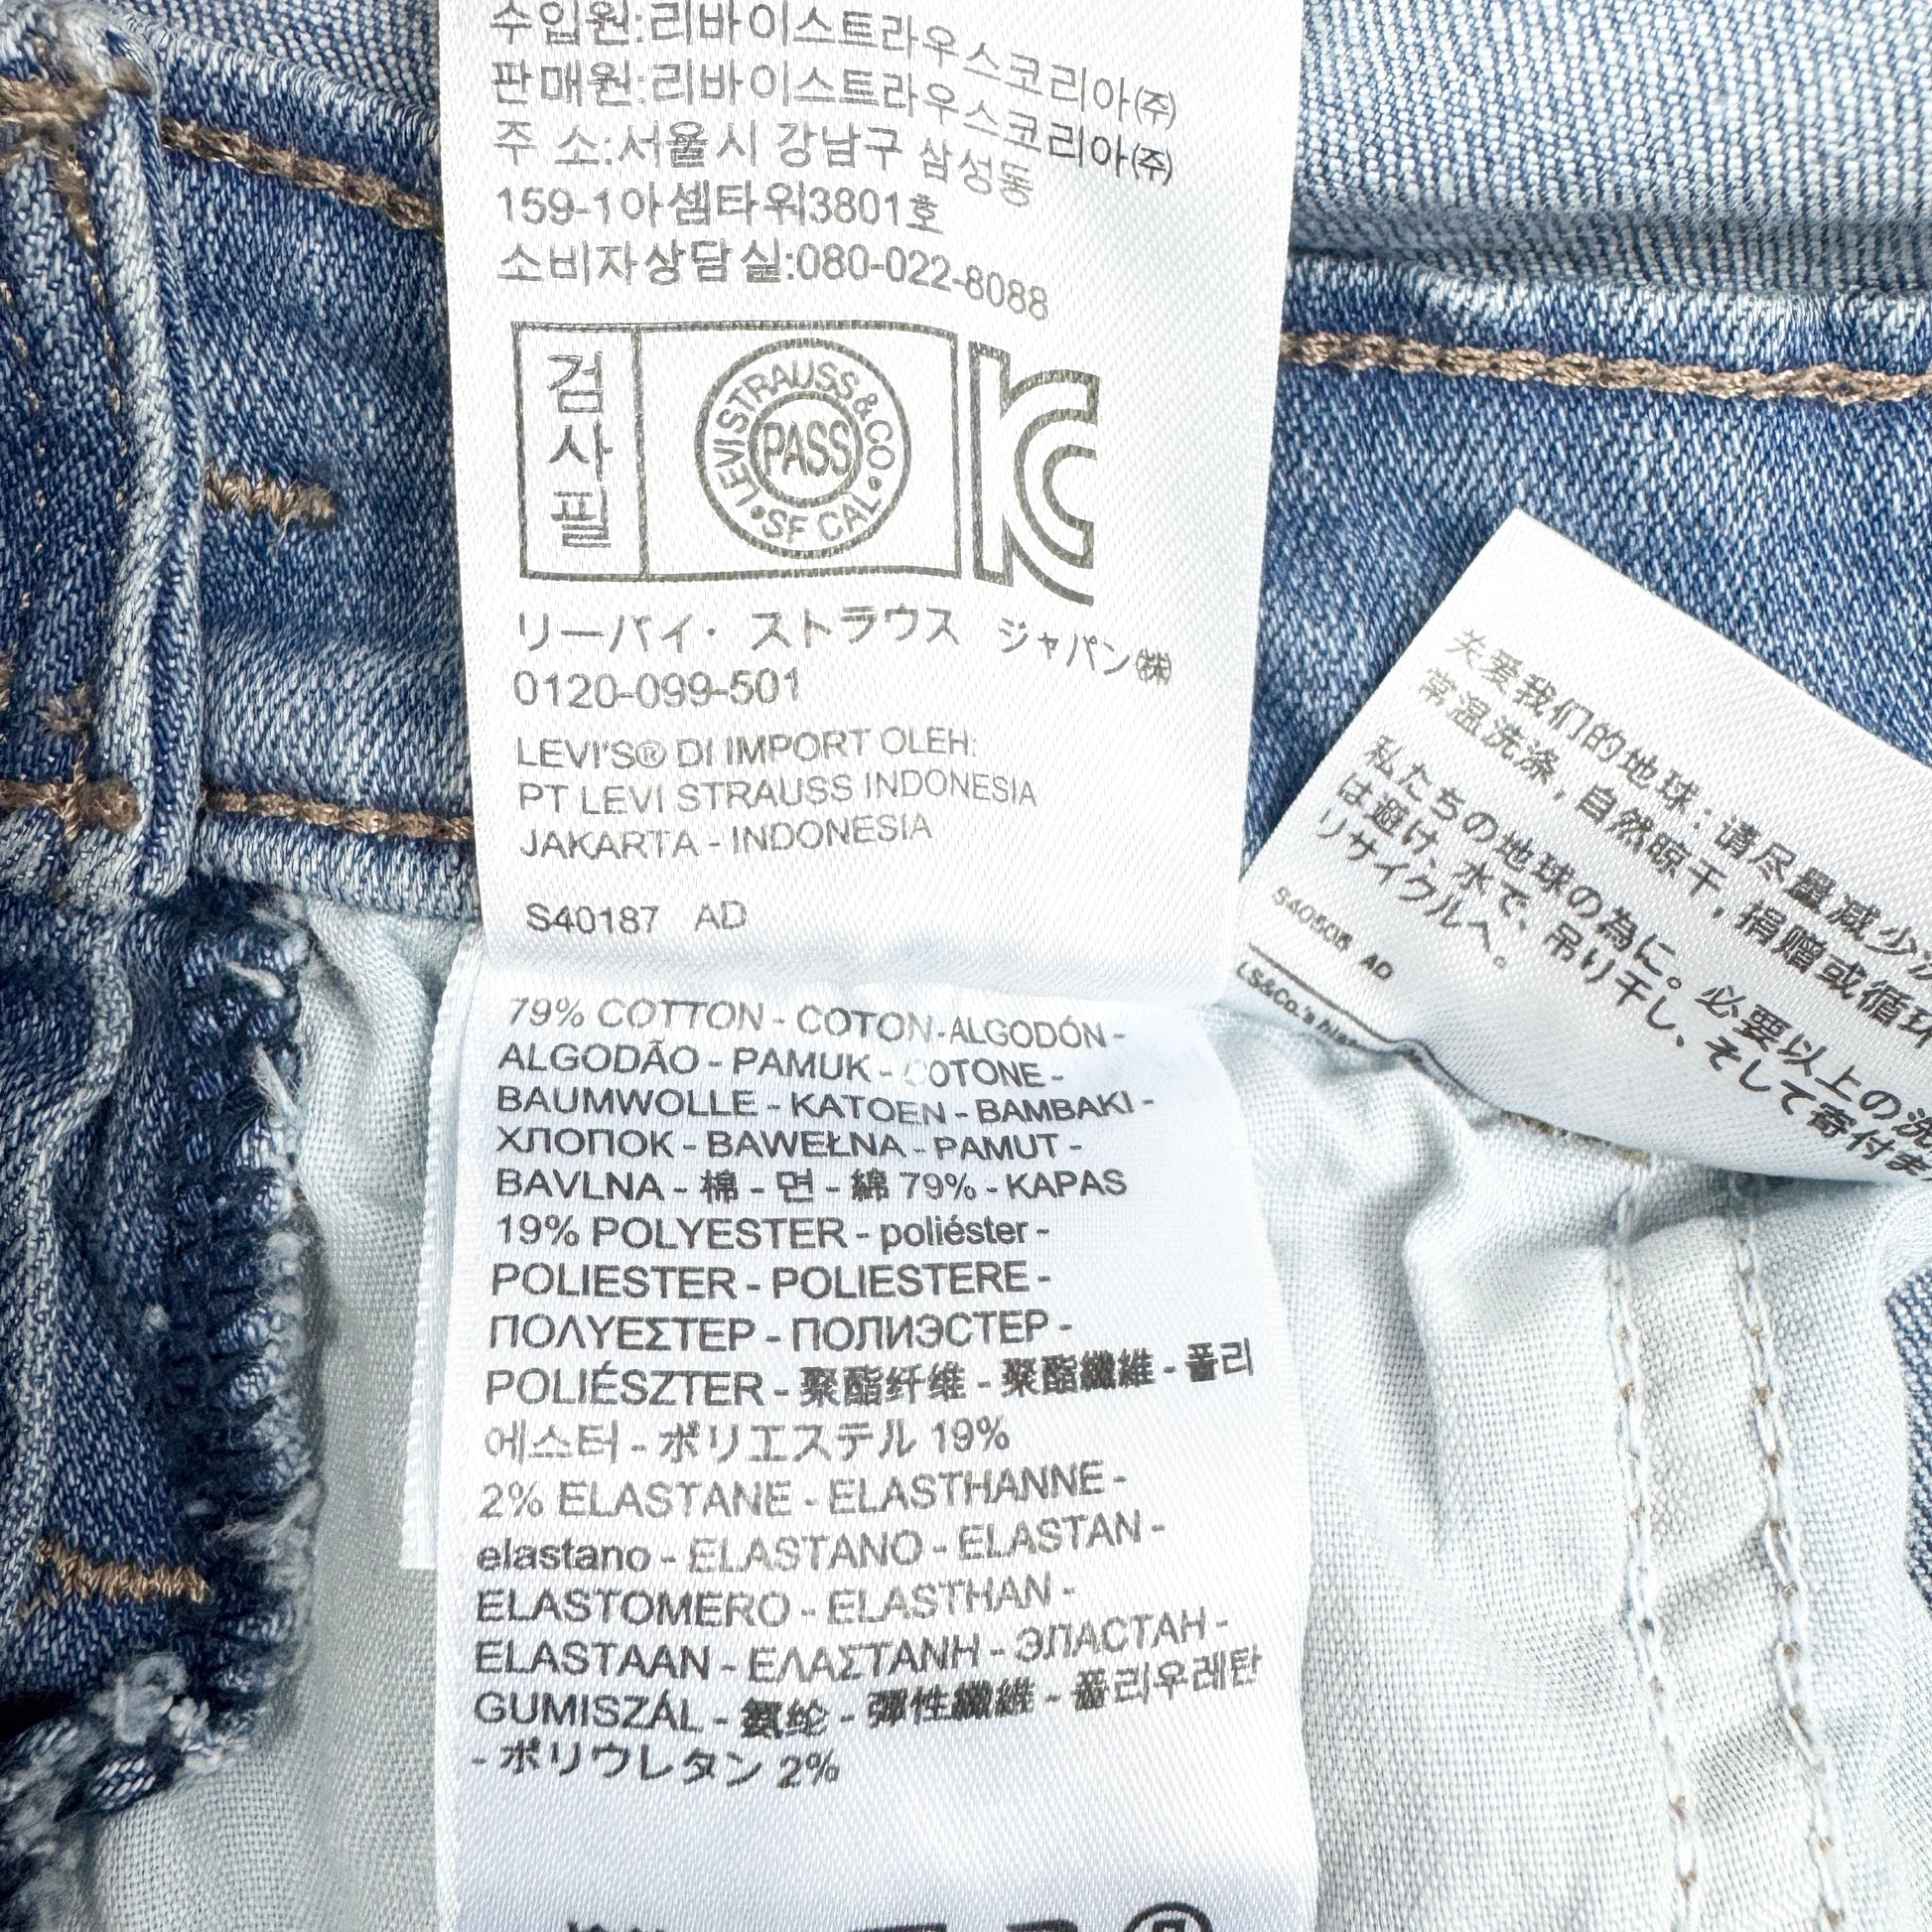 수입원:리바이스트라우스코리아(주)
판매원:리바이스트라우스코리아(주)
주 소:서울시 강남구 삼성동
159-1아셈타워3801호
소비자상담실:080-022-8088
검사필
LEVI STRAUSS & CO.
PASS
•SF CAL•
リーバイ・ストラウス ジャパン㈱
0120-099-501
LEVI'S® DI IMPORT OLEH:
PT LEVI STRAUSS INDONESIA
JAKARTA - INDONESIA
S40187 AD
79% COTTON - COTON - ALGODÓN -
ALGODÃO - PAMUK - COTONE -
BAUMWOLLE - KATOEN - BAMBAKI -
ХЛОПОК - BAWEŁNA - PAMUT -
BAVLNA - 棉 - 면 - 綿 79% - KAPAS
19% POLYESTER - poliéster -
POLIESTER - POLIESTERE -
ΠΟΛΥΕΣΤΕΡ - ПОЛИЭСТЕР -
POLIÉSZTER - 聚酯纤维 - 聚酯纖維 - 폴리
에스터 - ポリエステル 19%
2% ELASTANE - ELASTHANNE -
elastano - ELASTANO - ELASTAN -
ELASTOMERO - ELASTHAN -
ELASTAAN - ΕΛΑΣΤΑΝΗ - ЭЛАСТАН -
GUMISZÁL - 氨纶 - 彈性纖維 - 폴리우레탄
- ポリウレタン 2%
关爱我们的地球：请尽量减少
常温洗涤，自然晾干，捐赠或循环
私たちの地球の為に。必要以上の洗
は避け、水で、吊り干し、そして寄付ま
リサイクルへ。
S40508 AD
LS&Co.'s